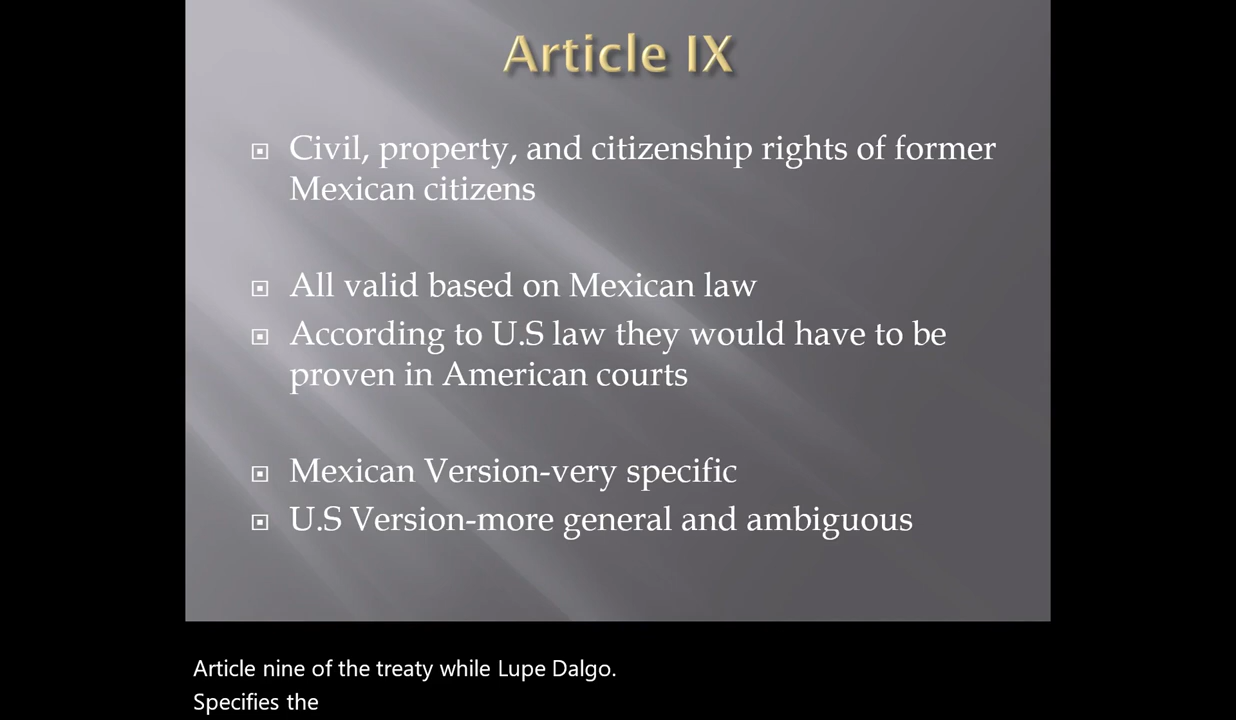 Article IX
Civil, property, and citizenship rights of former
Mexican citizens
All valid based on Mexican law
According to U.S law they would have to be
proven in American courts
Mexican Version-very specific
U.S Version-more general and ambiguous
Article nine of the treaty while Lupe Dalgo.
Specifies the